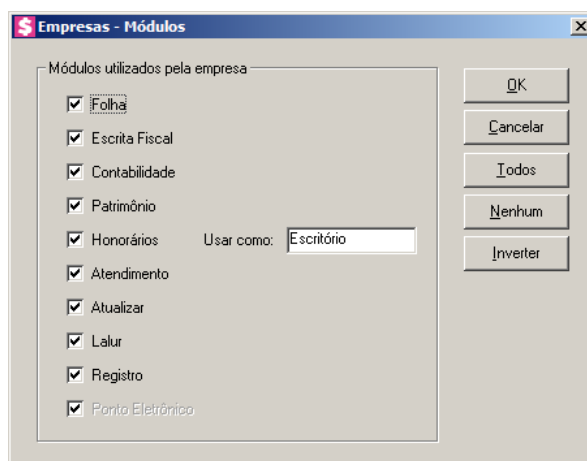 Empresas - Módulos
Módulos utilizados pela empresa
Folha
Escrita Fiscal
Contabilidade
Patrimônio
Honorários Usar como: Escritório
Atendimento
Atualizar
Lalur
Registro
Ponto Eletrônico
OK
Cancelar
Todos
Nenhum
Inverter